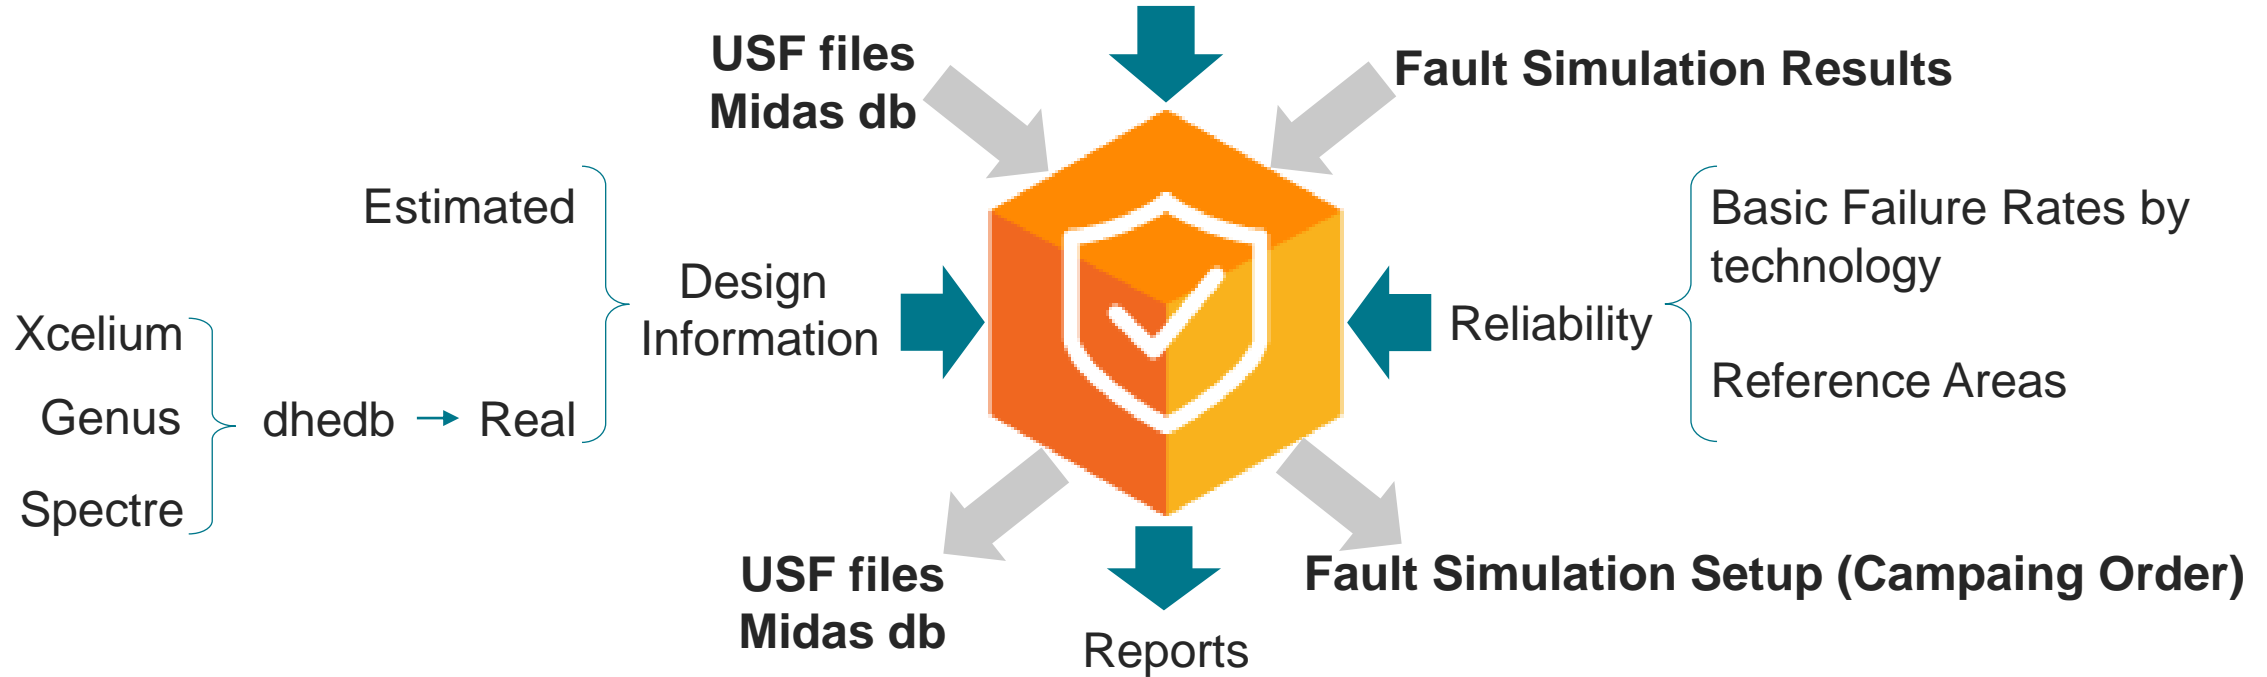 USF files
Midas db
Fault Simulation Results
Estimated
Basic Failure Rates by
technology
Design
Information
Reliability
Xcelium
Genus
Spectre
dhedb
Real
Reference Areas
USF files
Midas db
Fault Simulation Setup (Campaing Order)
Reports